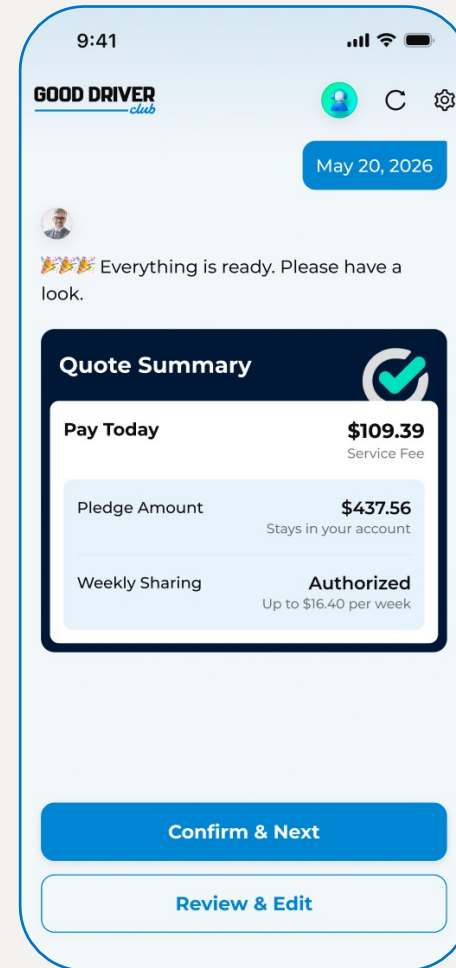 9:41
GOOD DRIVER
club
May 20, 2026
🎉🎉🎉 Everything is ready. Please have a
look.
Quote Summary
Pay Today
$109.39
Service Fee
Pledge Amount
$437.56
Stays in your account
Weekly Sharing
Authorized
Up to $16.40 per week
Confirm & Next
Review & Edit